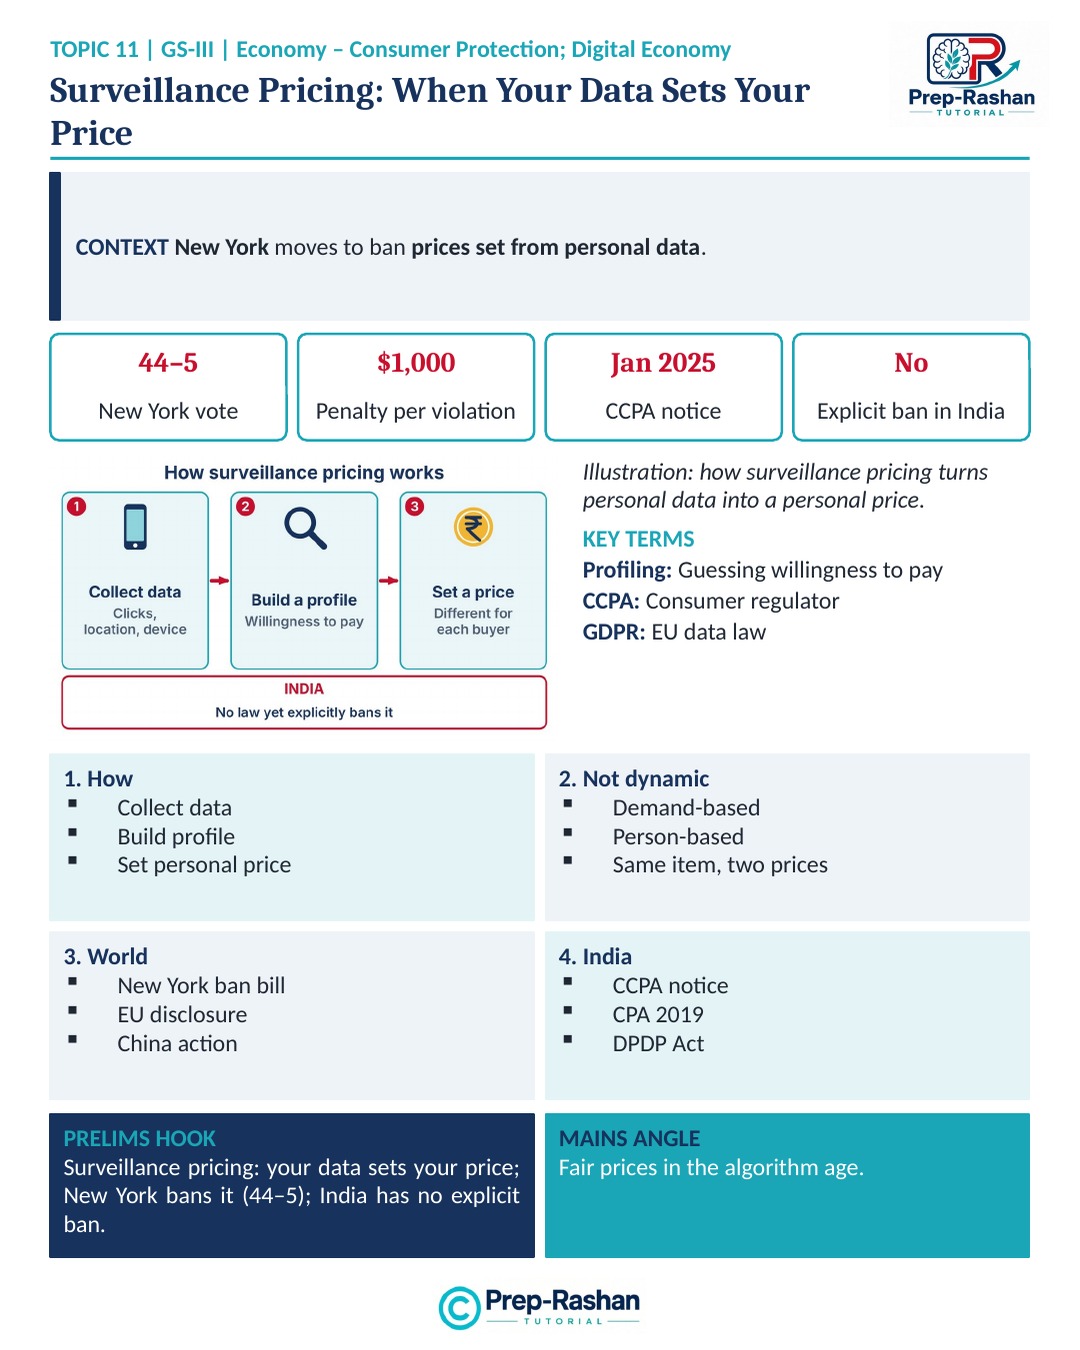 TOPIC 11 | GS-III | Economy – Consumer Protection; Digital Economy
Surveillance Pricing: When Your Data Sets Your
Price
Prep-Rashan
TUTORIAL
CONTEXT New York moves to ban prices set from personal data.
44–5
New York vote
$1,000
Penalty per violation
Jan 2025
CCPA notice
No
Explicit ban in India
How surveillance pricing works
1
Collect data
Clicks,
location, device
2
Build a profile
Willingness to pay
3
₹
Set a price
Different for
each buyer
INDIA
No law yet explicitly bans it
Illustration: how surveillance pricing turns
personal data into a personal price.
KEY TERMS
Profiling: Guessing willingness to pay
CCPA: Consumer regulator
GDPR: EU data law
1. How
▪ Collect data
▪ Build profile
▪ Set personal price
2. Not dynamic
▪ Demand-based
▪ Person-based
▪ Same item, two prices
3. World
▪ New York ban bill
▪ EU disclosure
▪ China action
4. India
▪ CCPA notice
▪ CPA 2019
▪ DPDP Act
PRELIMS HOOK
Surveillance pricing: your data sets your price;
New York bans it (44–5); India has no explicit
ban.
MAINS ANGLE
Fair prices in the algorithm age.
© Prep-Rashan
TUTORIAL